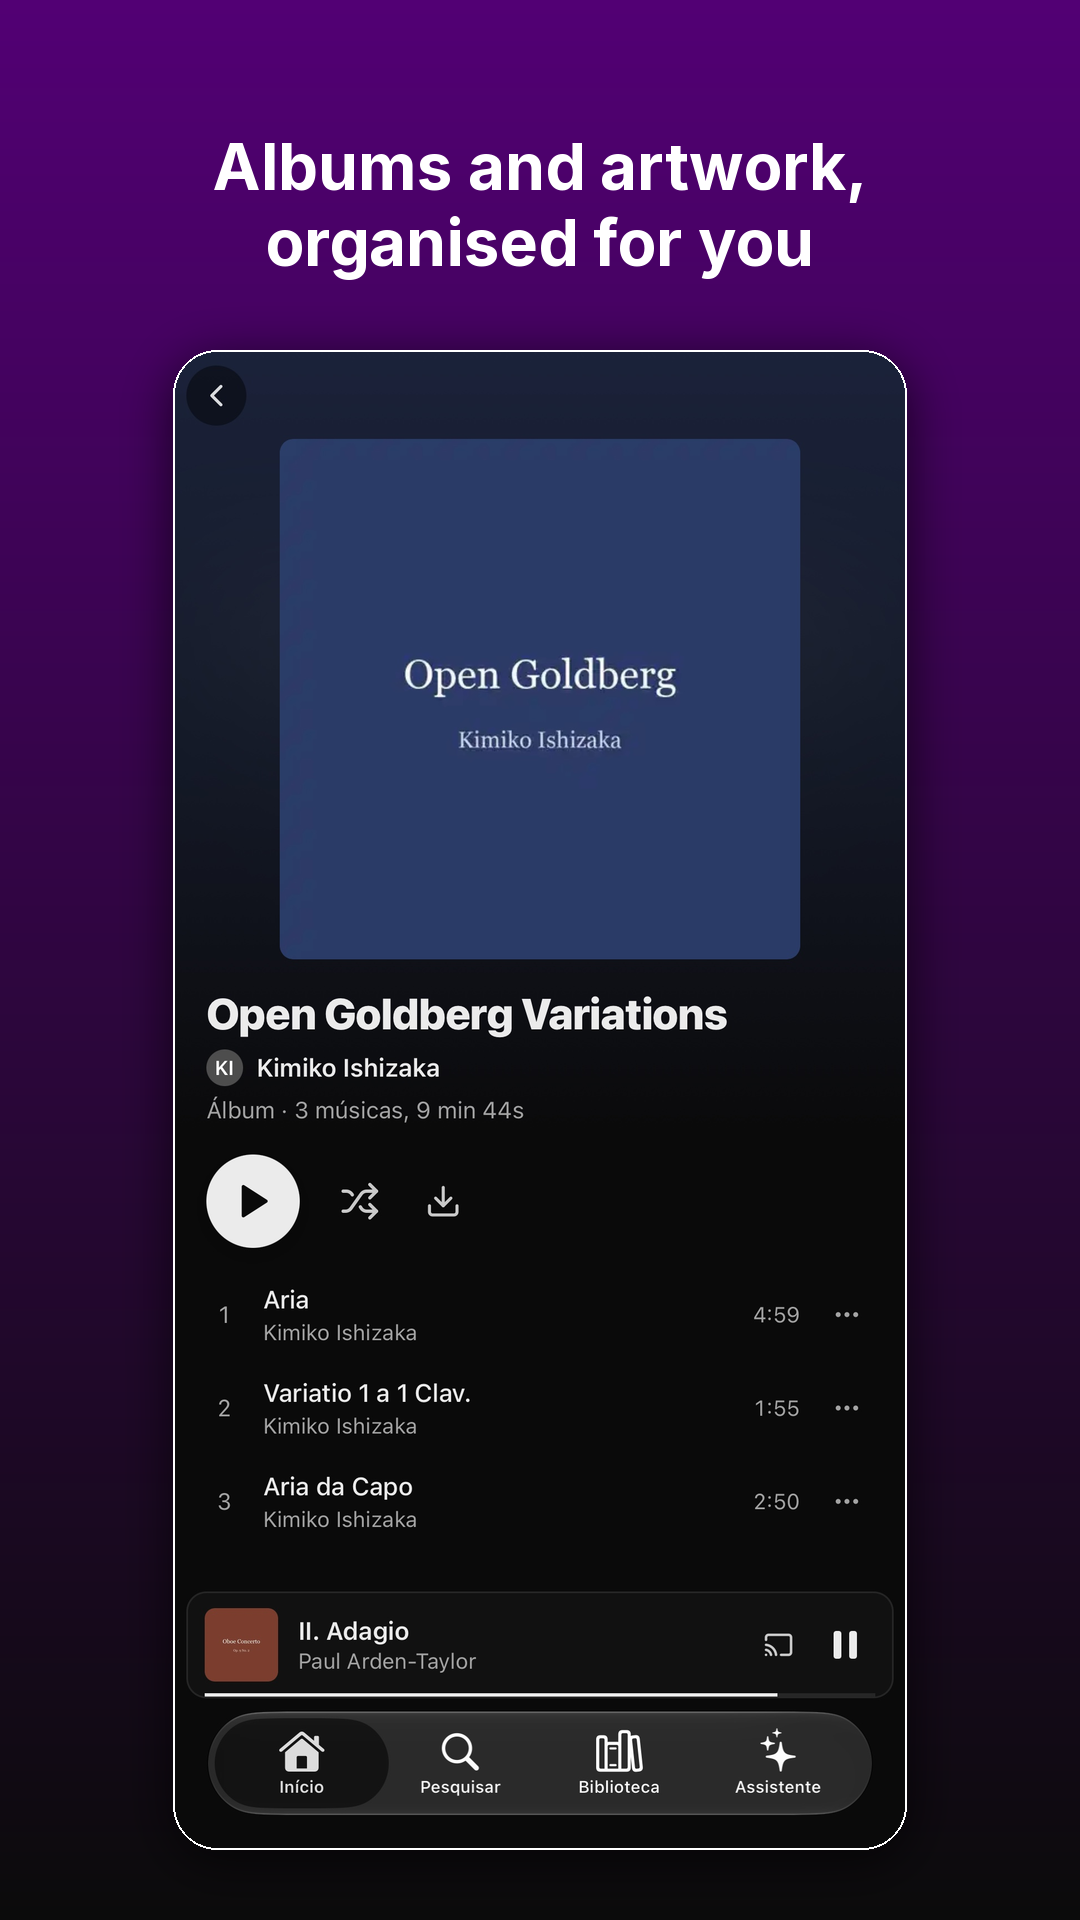 Albums and artwork,
organised for you
Open Goldberg
Kimiko Ishizaka
Open Goldberg Variations
KI Kimiko Ishizaka
Álbum · 3 músicas, 9 min 44s
1 Aria 4:59
Kimiko Ishizaka
2 Variatio 1 a 1 Clav. 1:55
Kimiko Ishizaka
3 Aria da Capo 2:50
Kimiko Ishizaka
Oboe Concerto
II. Adagio
Paul Arden-Taylor
Início Pesquisar Biblioteca Assistente